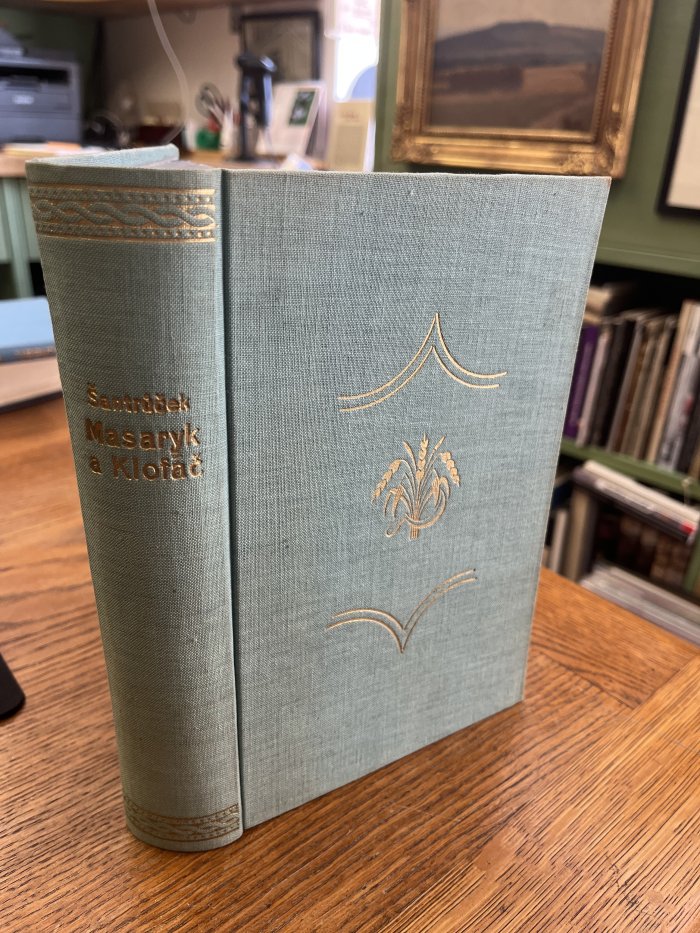 Šantrůček
Masaryk
a Klofáč